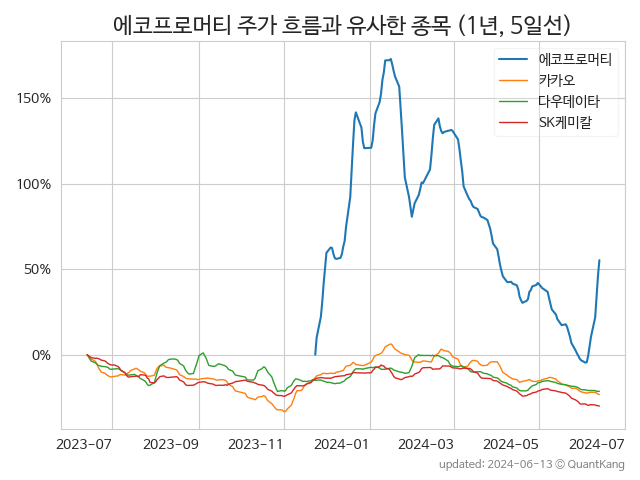 에코프로머티 주가 흐름과 유사한 종목 (1년, 5일선)
에코프로머티
카카오
다우데이타
SK케미칼
150%
100%
50%
0%
2023-07 2023-09 2023-11 2024-01 2024-03 2024-05 2024-07
updated: 2024-06-13 © QuantKang